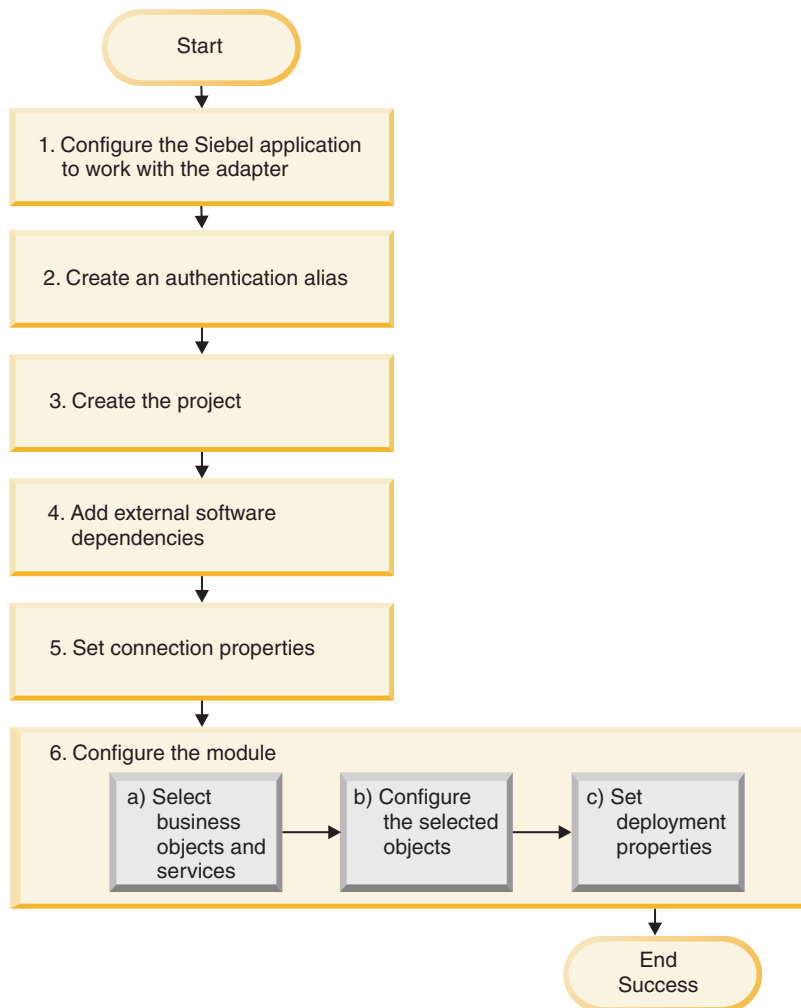 Start
1. Configure the Siebel application
to work with the adapter
2. Create an authentication alias
3. Create the project
4. Add external software
dependencies
5. Set connection properties
6. Configure the module
a) Select
business
objects and
services
b) Configure
the selected
objects
c) Set
deployment
properties
End
Success